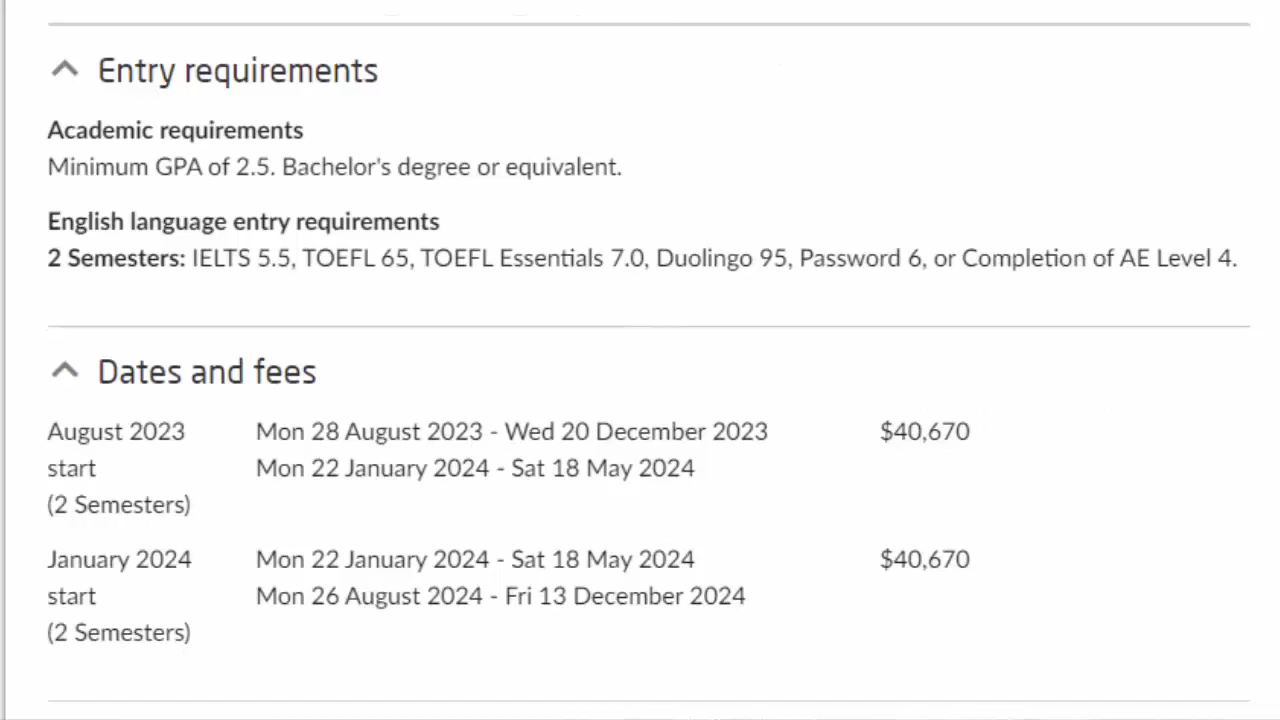 Entry requirements
Academic requirements
Minimum GPA of 2.5. Bachelor's degree or equivalent.
English language entry requirements
2 Semesters: IELTS 5.5, TOEFL 65, TOEFL Essentials 7.0, Duolingo 95, Password 6, or Completion of AE Level 4.
Dates and fees
August 2023 Mon 28 August 2023 - Wed 20 December 2023 $40,670
start Mon 22 January 2024 - Sat 18 May 2024
(2 Semesters)
January 2024 Mon 22 January 2024 - Sat 18 May 2024 $40,670
start Mon 26 August 2024 - Fri 13 December 2024
(2 Semesters)